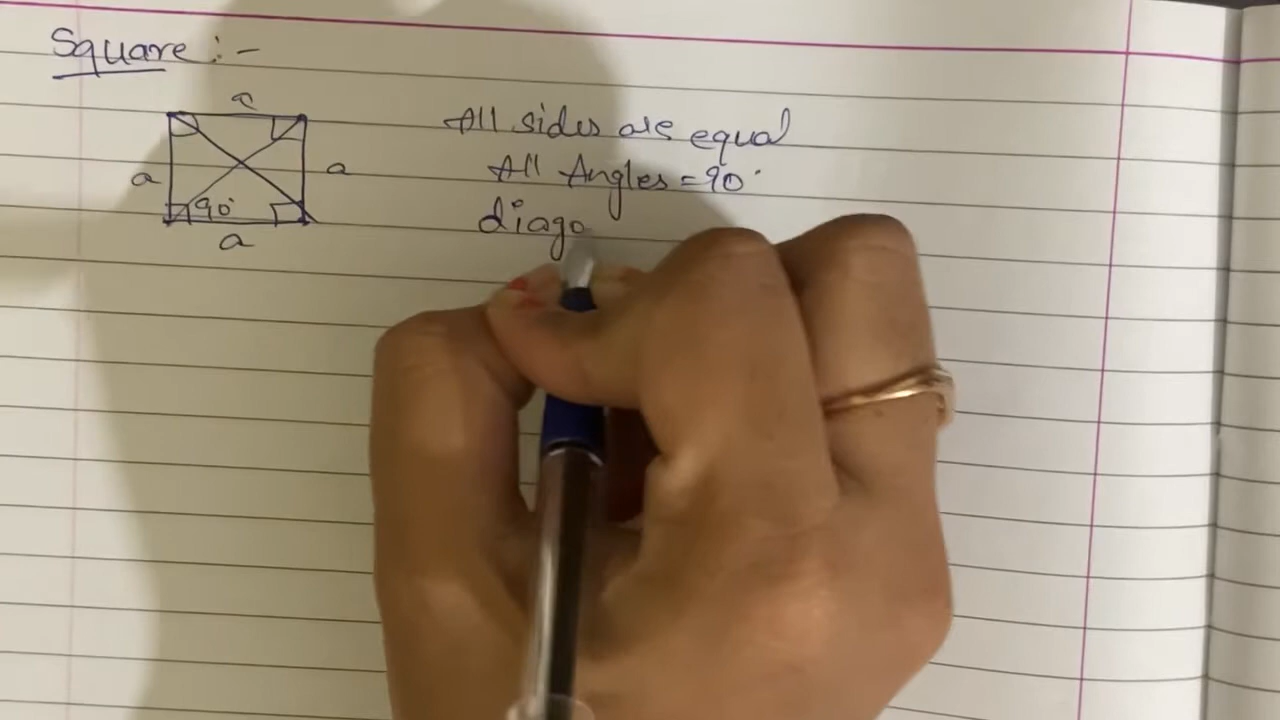 Square :-
a
a
a
90°
a
All sides are equal
All Angles = 90°
diago